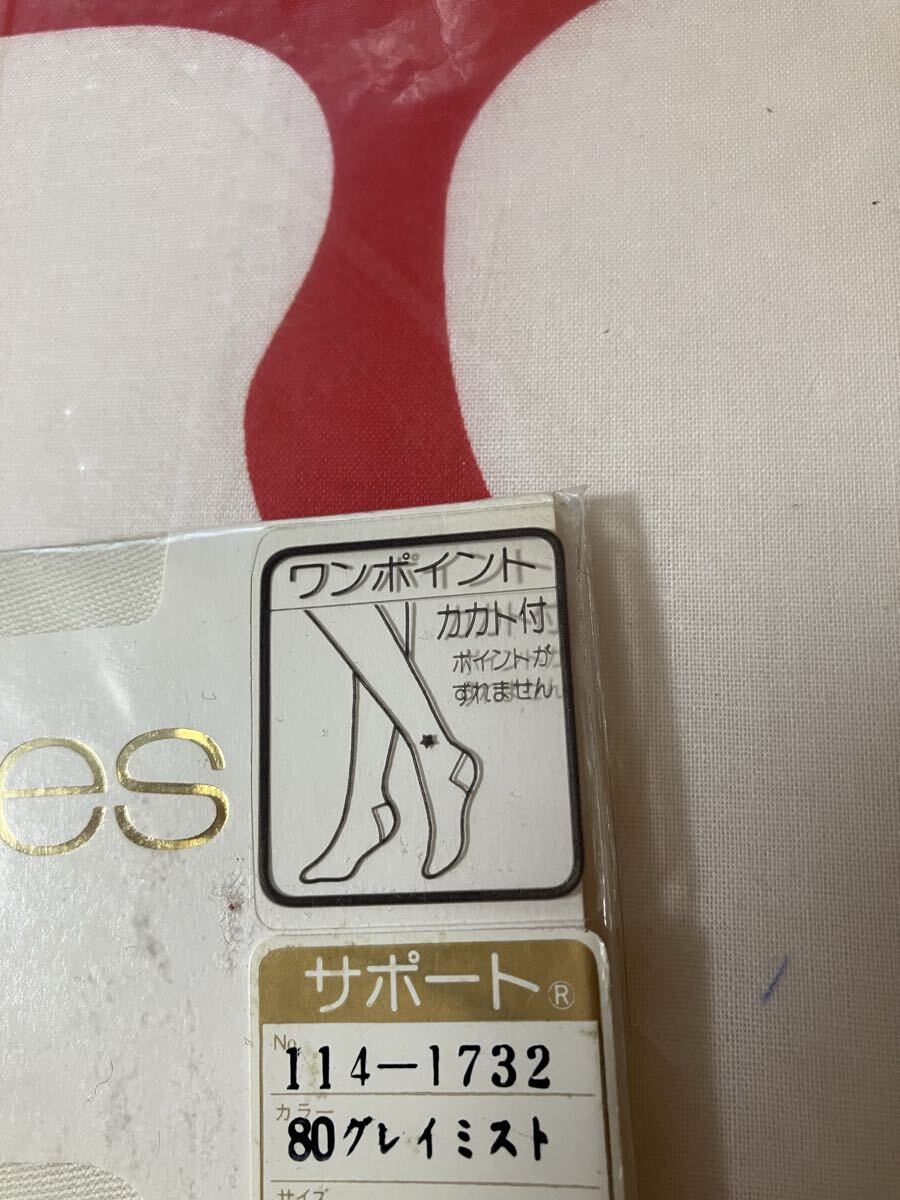 ワンポイント
カカト付
ポイントが
ずれません
es
サポート®
No.
114-1732
カラー
80グレイミスト
サイズ